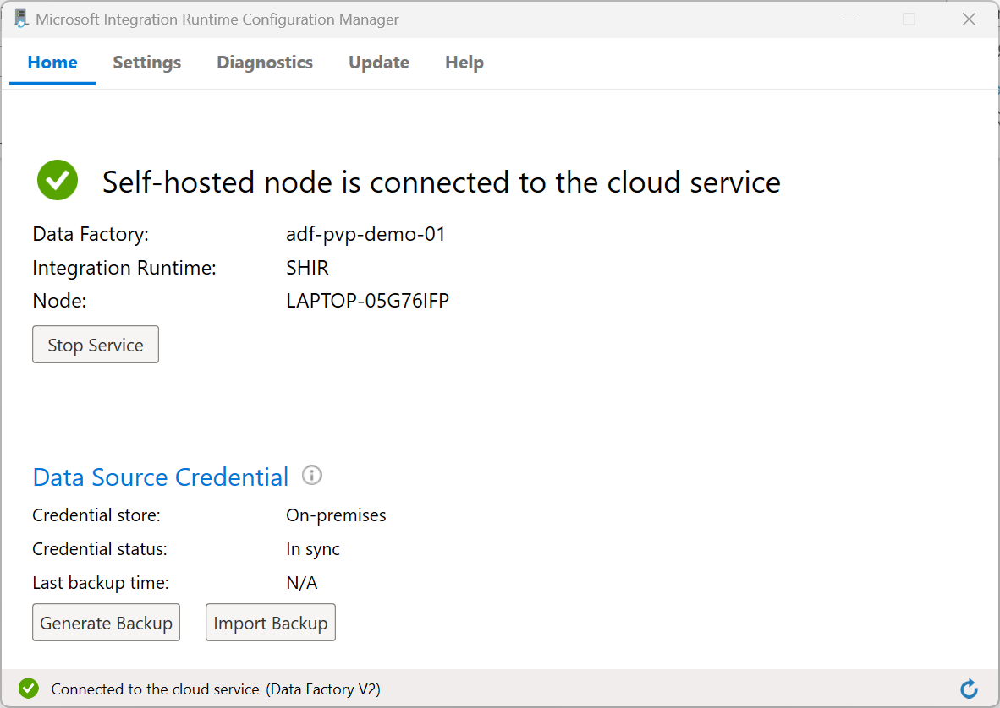 Microsoft Integration Runtime Configuration Manager
Home Settings Diagnostics Update Help
Self-hosted node is connected to the cloud service
Data Factory: adf-pvp-demo-01
Integration Runtime: SHIR
Node: LAPTOP-05G76IFP
Stop Service
Data Source Credential
Credential store: On-premises
Credential status: In sync
Last backup time: N/A
Generate Backup Import Backup
Connected to the cloud service (Data Factory V2)